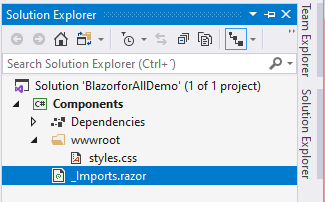 Solution Explorer
Search Solution Explorer (Ctrl+´)
Solution 'BlazorforAllDemo' (1 of 1 project)
C# Components
Dependencies
wwwroot
styles.css
_Imports.razor
Team Explorer
Solution Explorer